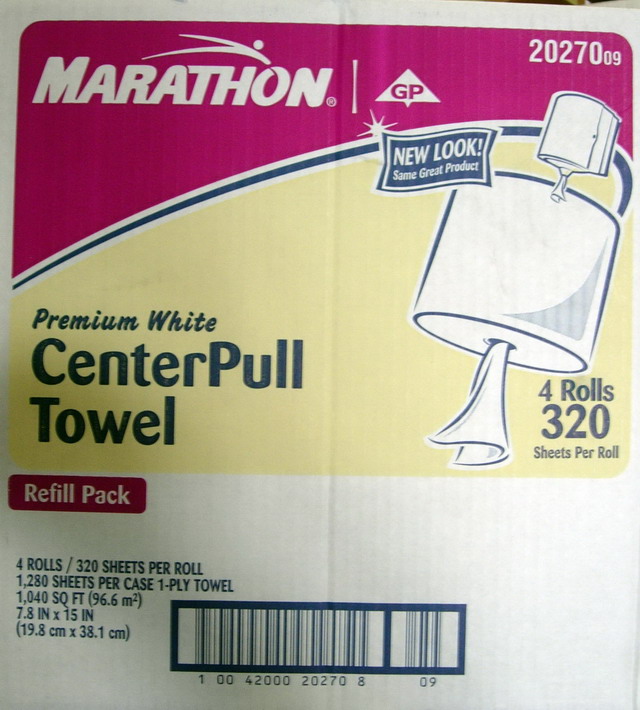 MARATHON®
GP
2027009
NEW LOOK!
Same Great Product
Premium White
CenterPull
Towel
4 Rolls
320
Sheets Per Roll
Refill Pack
4 ROLLS / 320 SHEETS PER ROLL
1,280 SHEETS PER CASE 1-PLY TOWEL
1,040 SQ FT (96.6 m²)
7.8 IN x 15 IN
(19.8 cm x 38.1 cm)
1 00 42000 20270 8 09